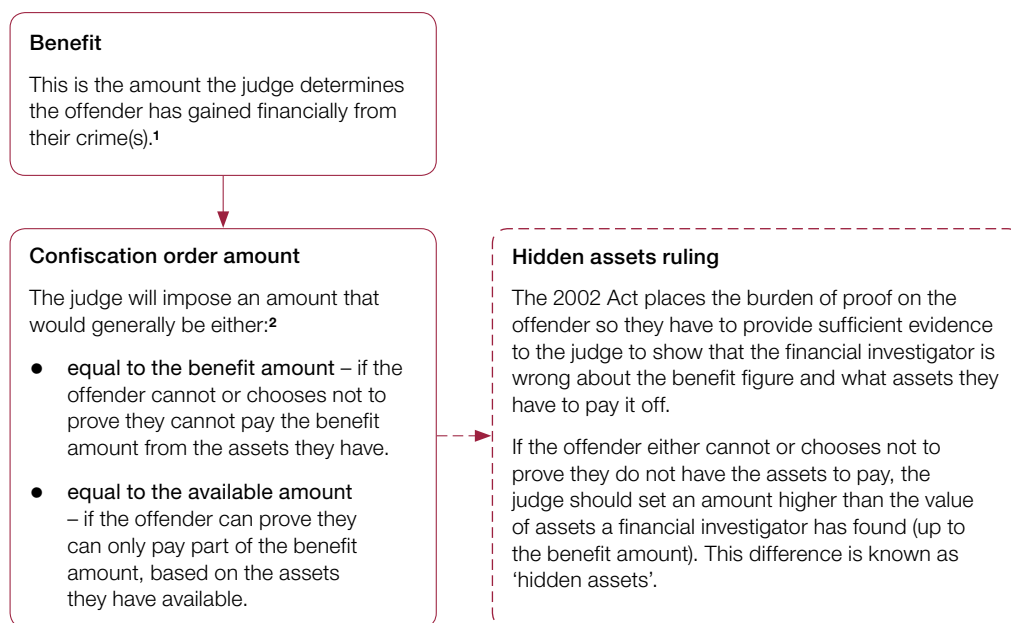 Benefit
This is the amount the judge determines
the offender has gained financially from
their crime(s).1
Confiscation order amount
The judge will impose an amount that
would generally be either:2
● equal to the benefit amount – if the
offender cannot or chooses not to
prove they cannot pay the benefit
amount from the assets they have.
● equal to the available amount
– if the offender can prove they
can only pay part of the benefit
amount, based on the assets
they have available.
Hidden assets ruling
The 2002 Act places the burden of proof on the
offender so they have to provide sufficient evidence
to the judge to show that the financial investigator is
wrong about the benefit figure and what assets they
have to pay it off.
If the offender either cannot or chooses not to
prove they do not have the assets to pay, the
judge should set an amount higher than the value
of assets a financial investigator has found (up to
the benefit amount). This difference is known as
‘hidden assets’.